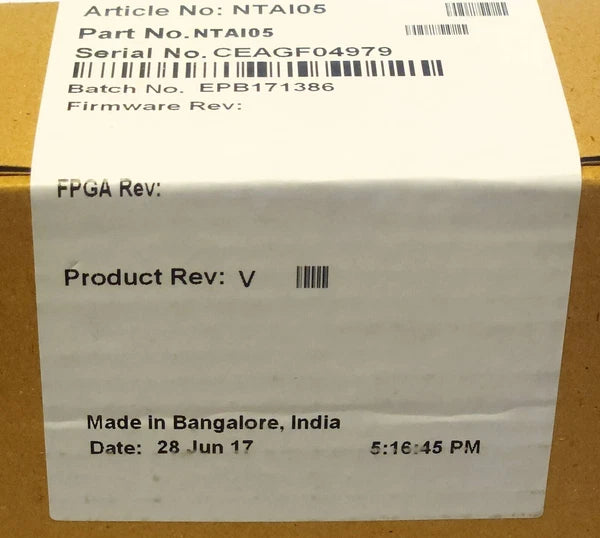 Article No: NTAI05
Part No. NTAI05
Serial No. CEAGF04979
Batch No. EPB171386
Firmware Rev:
FPGA Rev:
Product Rev: V
Made in Bangalore, India
Date: 28 Jun 17 5:16:45 PM